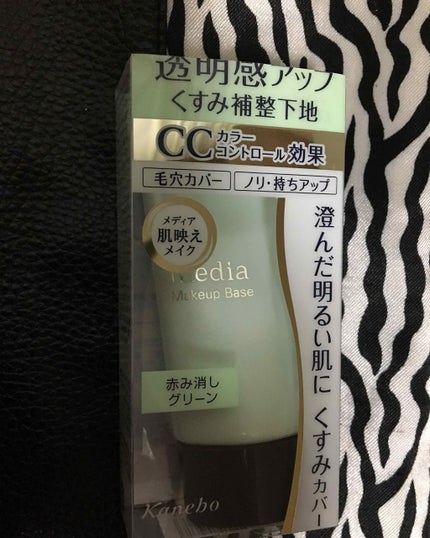 透明感アップ
くすみ補整下地
CCカラーコントロール効果
毛穴カバー
ノリ・持ちアップ
メディア
肌映え
メイク
media
Makeup Base
澄んだ明るい肌に くすみカバー
赤み消し
グリーン
Kanebo